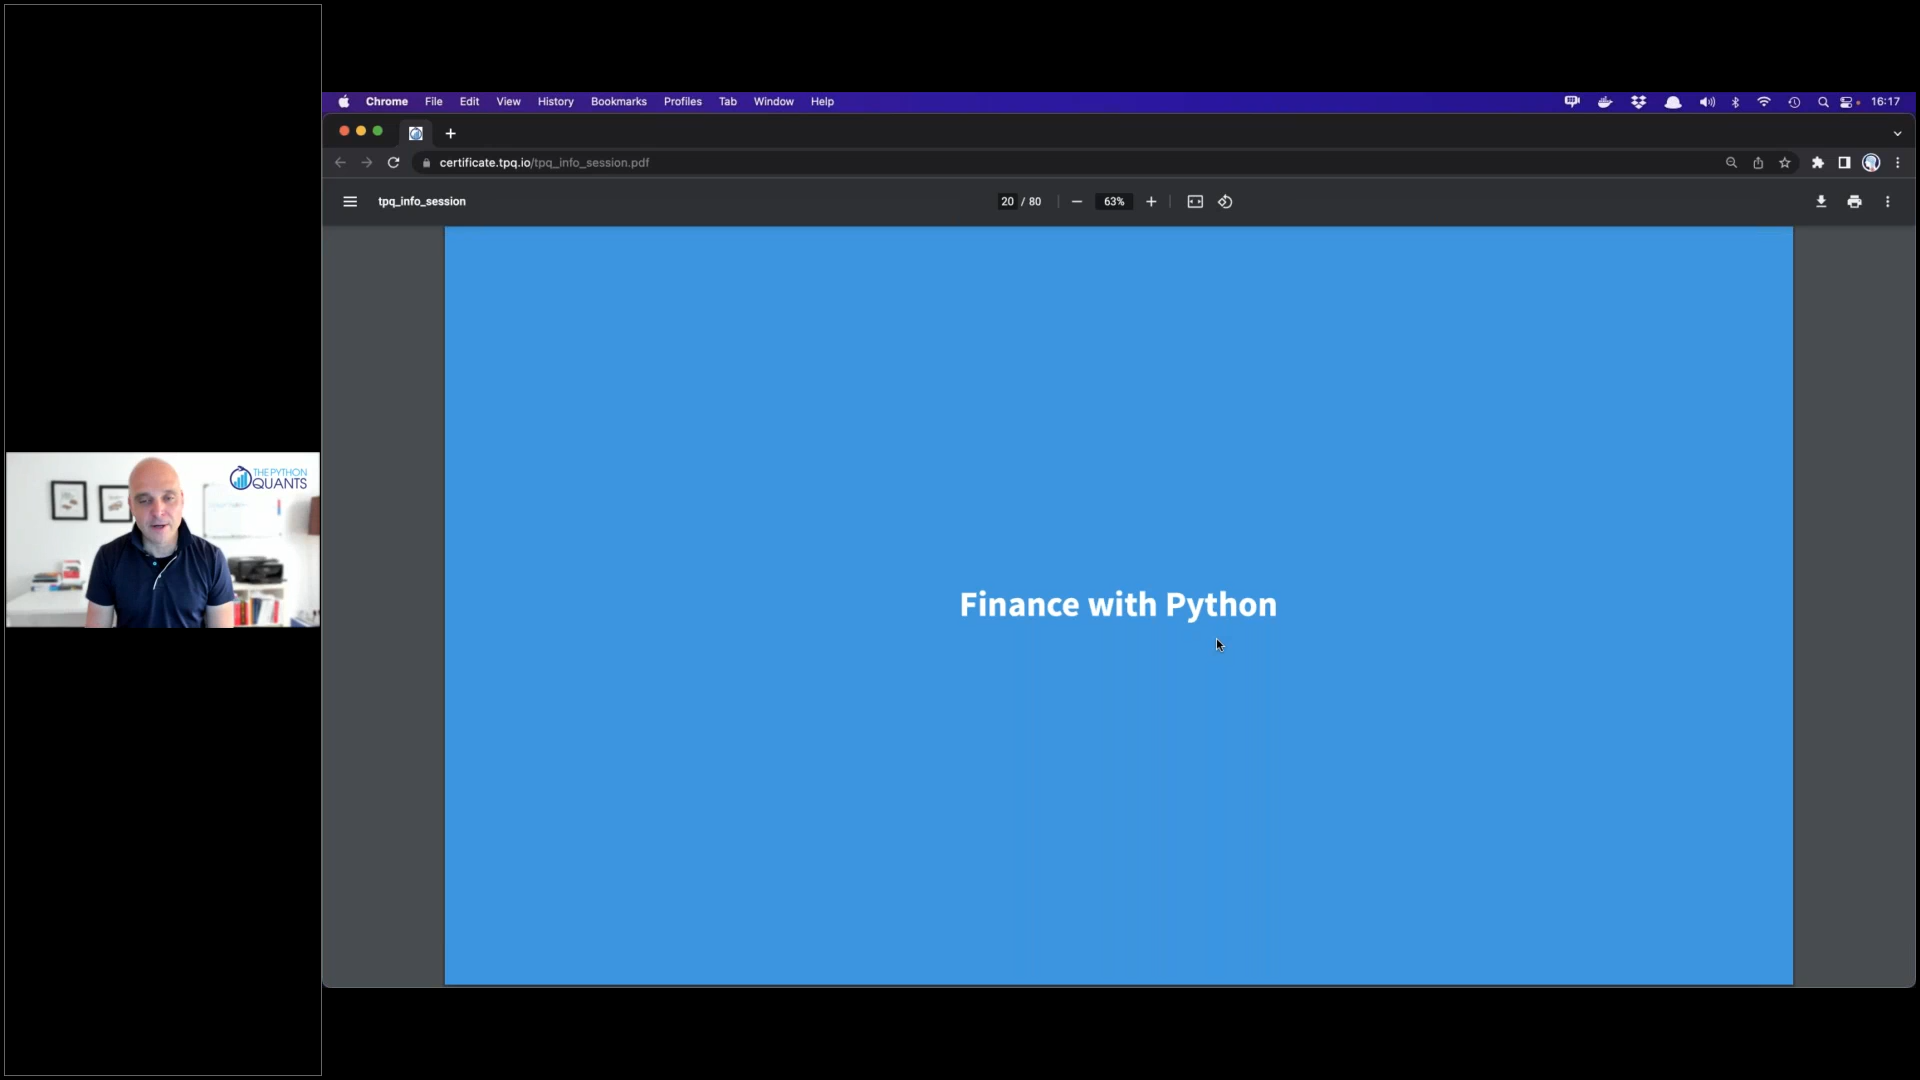 THE PYTHON
QUANTS
Chrome File Edit View History Bookmarks Profiles Tab Window Help 16:17
certificate.tpq.io/tpq_info_session.pdf
tpq_info_session 20 / 80 63%
Finance with Python